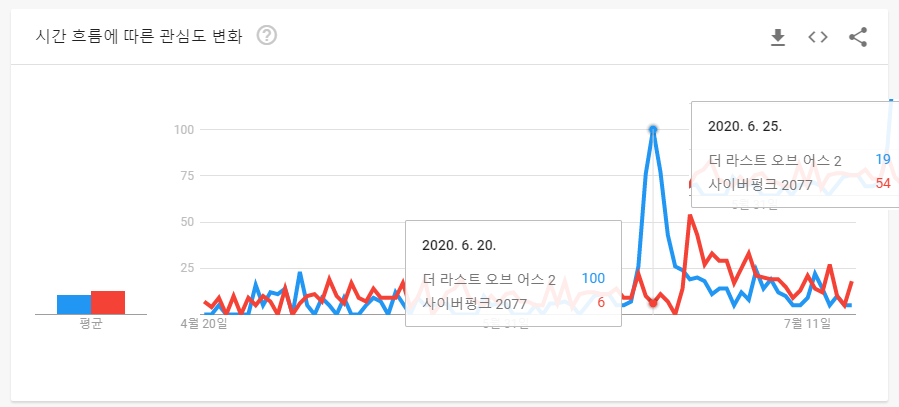 시간 흐름에 따른 관심도 변화
2020. 6. 25.
더 라스트 오브 어스 2 19
사이버펑크 2077 54
100
75
50
25
2020. 6. 20.
더 라스트 오브 어스 2 100
사이버펑크 2077 6
평균
4월 20일
7월 11일